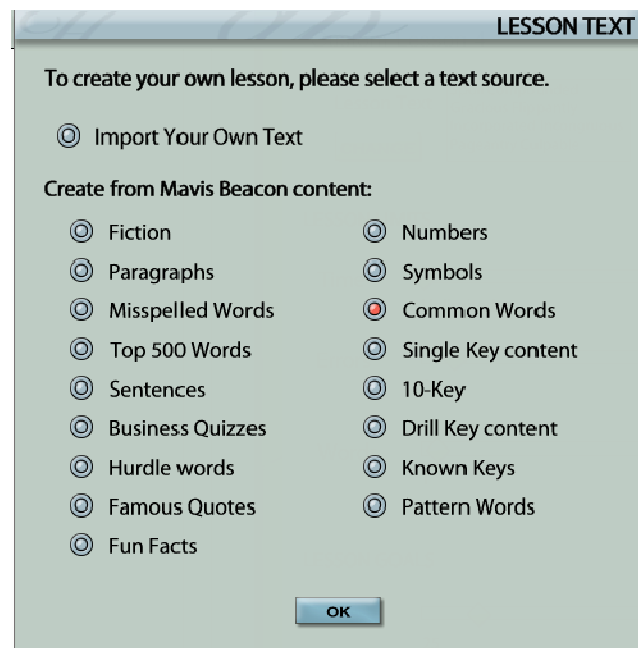 LESSON TEXT
To create your own lesson, please select a text source.
Import Your Own Text
Create from Mavis Beacon content:
Fiction
Paragraphs
Misspelled Words
Top 500 Words
Sentences
Business Quizzes
Hurdle words
Famous Quotes
Fun Facts
Numbers
Symbols
Common Words
Single Key content
10-Key
Drill Key content
Known Keys
Pattern Words
OK